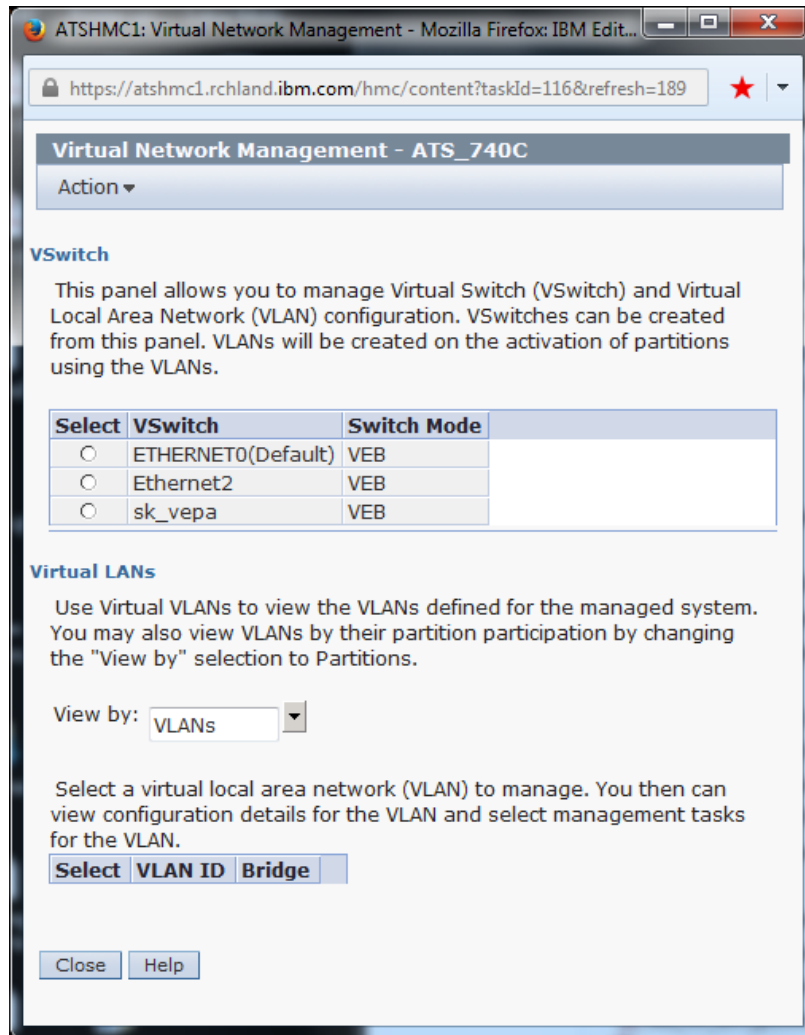 ATSHMC1: Virtual Network Management - Mozilla Firefox: IBM Edit...
https://atshmc1.rchland.ibm.com/hmc/content?taskId=116&refresh=189
Virtual Network Management - ATS_740C
Action
VSwitch
This panel allows you to manage Virtual Switch (VSwitch) and Virtual
Local Area Network (VLAN) configuration. VSwitches can be created
from this panel. VLANs will be created on the activation of partitions
using the VLANs.
Select VSwitch Switch Mode
ETHERNET0(Default) VEB
Ethernet2 VEB
sk_vepa VEB
Virtual LANs
Use Virtual VLANs to view the VLANs defined for the managed system.
You may also view VLANs by their partition participation by changing
the "View by" selection to Partitions.
View by: VLANs
Select a virtual local area network (VLAN) to manage. You then can
view configuration details for the VLAN and select management tasks
for the VLAN.
Select VLAN ID Bridge
Close Help